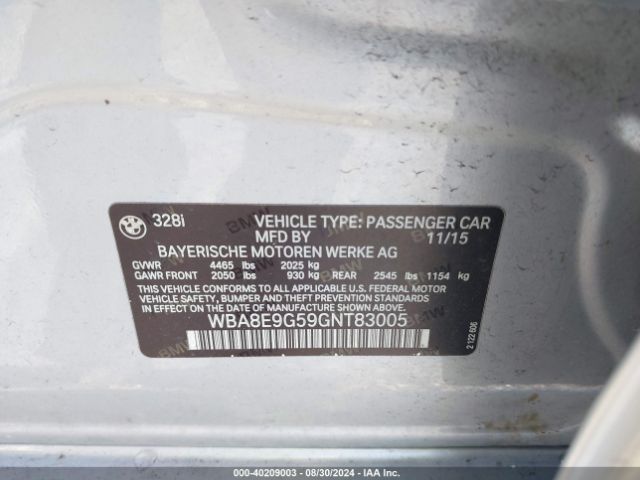 328i VEHICLE TYPE: PASSENGER CAR
MFD BY 11/15
BAYERISCHE MOTOREN WERKE AG
GVWR 4465 lbs 2025 kg
GAWR FRONT 2050 lbs 930 kg REAR 2545 lbs 1154 kg
THIS VEHICLE CONFORMS TO ALL APPLICABLE U.S. FEDERAL MOTOR
VEHICLE SAFETY, BUMPER AND THEFT PREVENTION STANDARDS
IN EFFECT ON THE DATE OF MANUFACTURE SHOWN ABOVE.
WBA8E9G59GNT83005
2122606
000-40209003 - 08/30/2024 - IAA Inc.